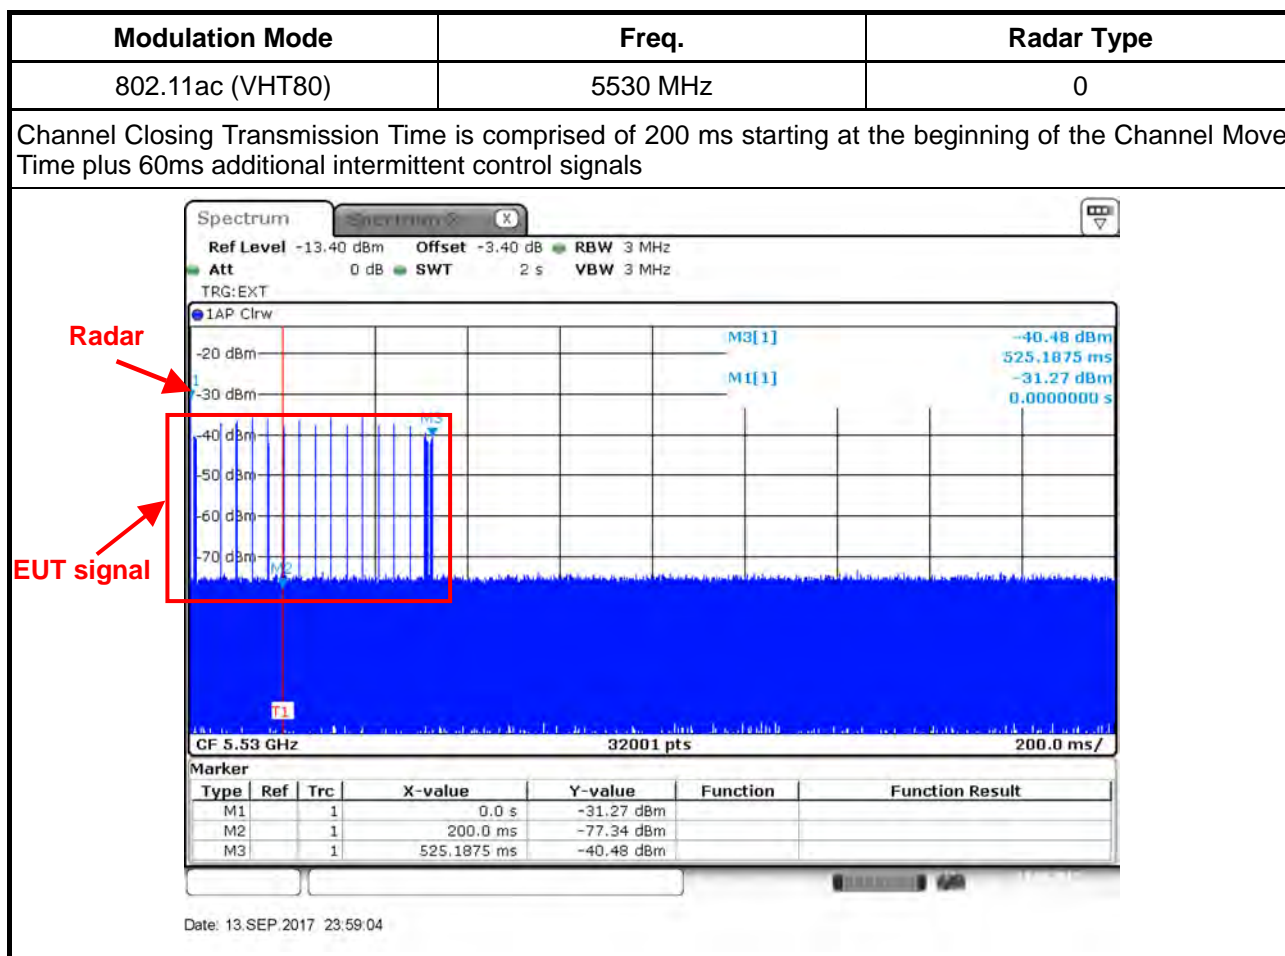 Modulation Mode Freq. Radar Type
802.11ac (VHT80) 5530 MHz 0
Channel Closing Transmission Time is comprised of 200 ms starting at the beginning of the Channel Move
Time plus 60ms additional intermittent control signals
Spectrum X
Ref Level -13.40 dBm Offset -3.40 dB RBW 3 MHz
Att 0 dB SWT 2 s VBW 3 MHz
TRG:EXT
1AP Clrw
Radar
M3[1] -40.48 dBm
-20 dBm 525.1875 ms
1 M1[1] -31.27 dBm
-30 dBm 0.0000000 s
M3
-40 dBm
-50 dBm
-60 dBm
-70 dBm
EUT signal
M2
T1
CF 5.53 GHz 32001 pts 200.0 ms/
Marker
Type Ref Trc X-value Y-value Function Function Result
M1 1 0.0 s -31.27 dBm
M2 1 200.0 ms -77.34 dBm
M3 1 525.1875 ms -40.48 dBm
Date: 13.SEP.2017 23:59:04